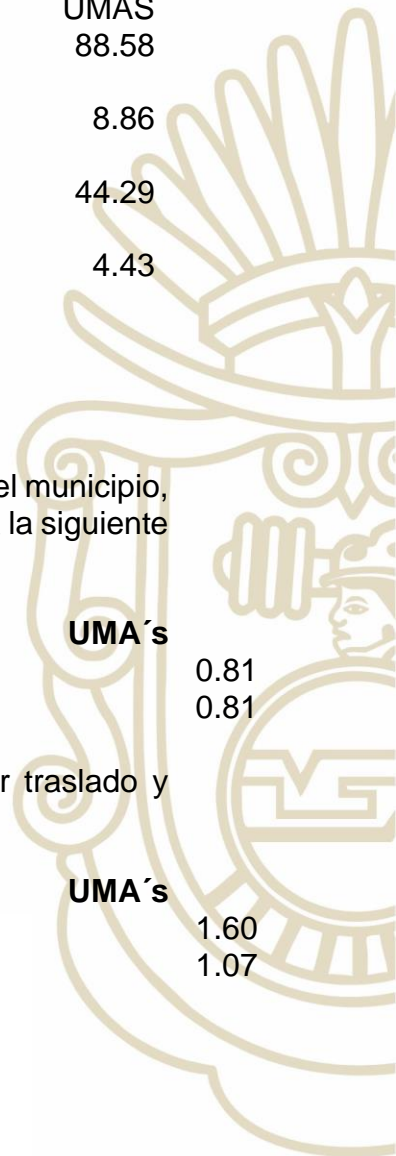 UMAS
88.58
8.86
44.29
4.43
el municipio,
la siguiente
UMA´s
0.81
0.81
r traslado y
UMA´s
1.60
1.07